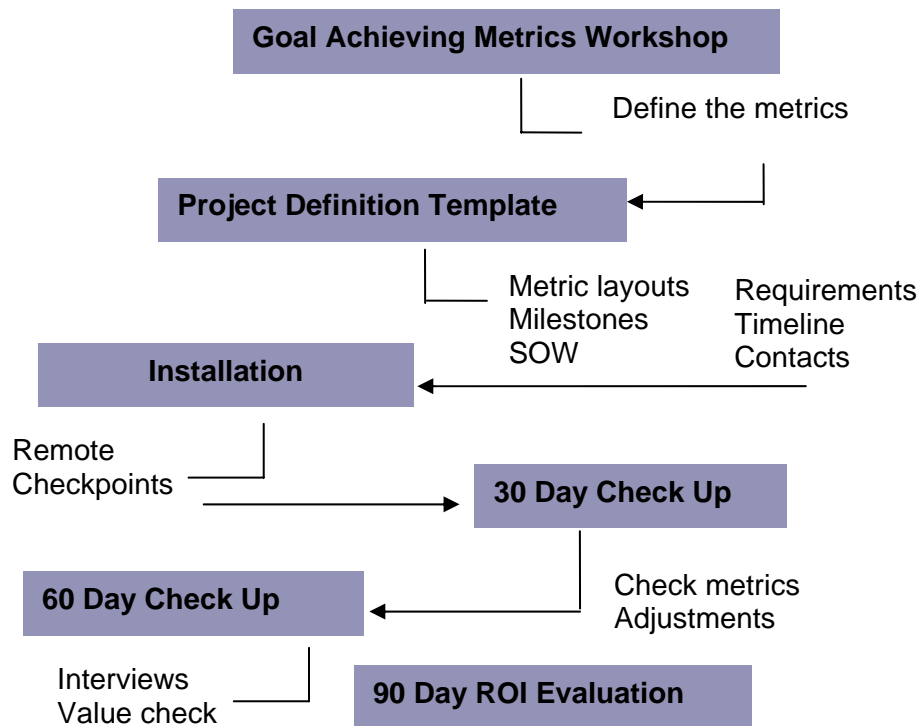 Goal Achieving Metrics Workshop
Define the metrics
Project Definition Template
Metric layouts
Milestones
SOW
Requirements
Timeline
Contacts
Installation
Remote
Checkpoints
30 Day Check Up
Check metrics
Adjustments
60 Day Check Up
Interviews
Value check
90 Day ROI Evaluation